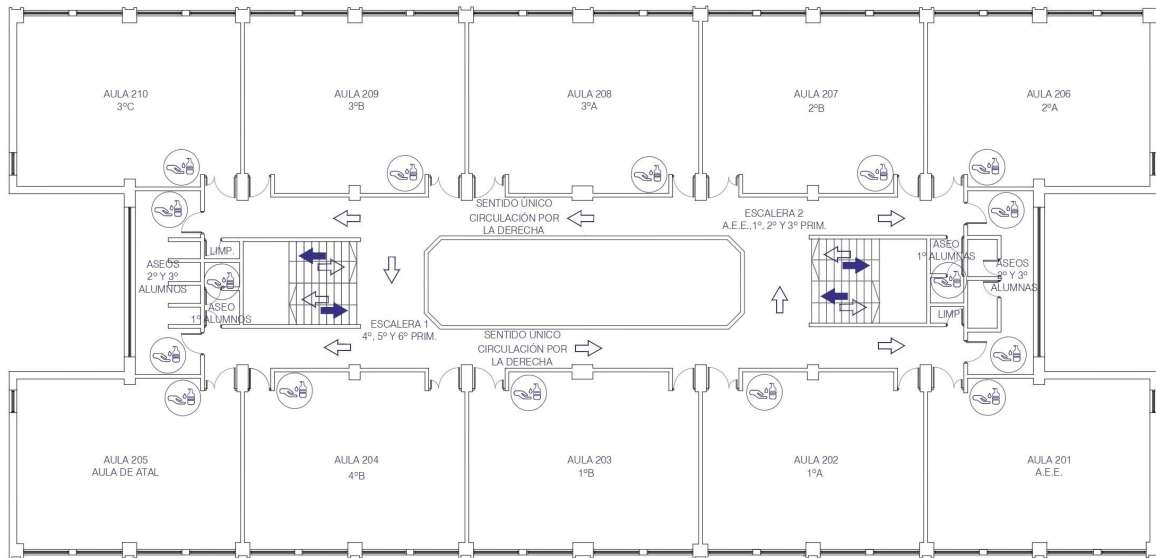 AULA 210
3ºC
AULA 209
3ºB
AULA 208
3ºA
AULA 207
2ºB
AULA 206
2ºA
SENTIDO ÚNICO
CIRCULACIÓN POR
LA DERECHA
ESCALERA 2
A.E.E.,1º, 2º Y 3º PRIM.
LIMP.
ASEOS
2º Y 3º
ALUMNOS
ASEO
1º ALUMNOS
ASEO
1º ALUMNAS
ASEOS
2º Y 3º
ALUMNAS
LIMP.
ESCALERA 1
4º, 5º Y 6º PRIM.
SENTIDO ÚNICO
CIRCULACIÓN POR
LA DERECHA
AULA 205
AULA DE ATAL
AULA 204
4ºB
AULA 203
1ºB
AULA 202
1ºA
AULA 201
A.E.E.